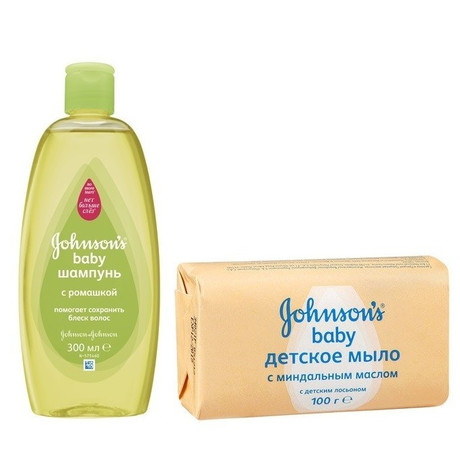 нет больше слёз
Johnson's
baby
шампунь
с ромашкой
помогает сохранить
блеск волос
Johnson & Johnson
300 мл e
Johnson's
baby
детское мыло
с миндальным маслом
с детским лосьоном
100 г e